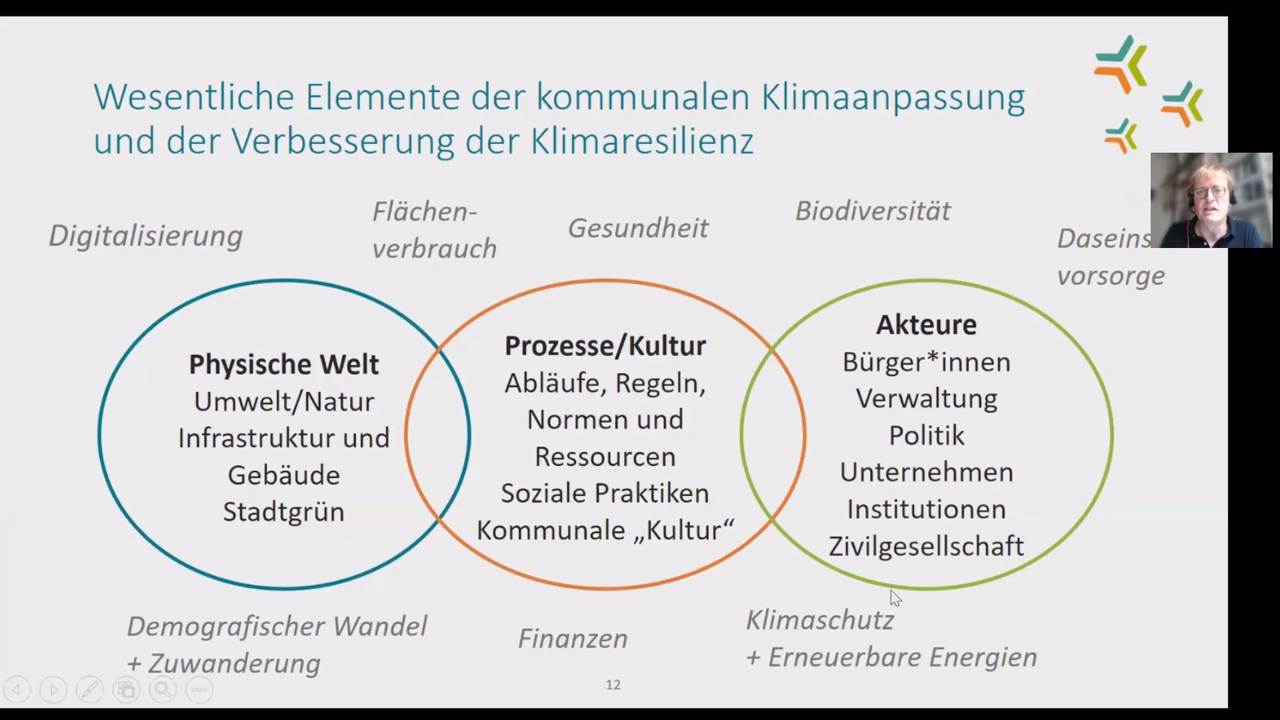 Wesentliche Elemente der kommunalen Klimaanpassung
und der Verbesserung der Klimaresilienz
Digitalisierung
Flächen-
verbrauch
Gesundheit
Biodiversität
Daseins
vorsorge
Physische Welt
Umwelt/Natur
Infrastruktur und
Gebäude
Stadtgrün
Prozesse/Kultur
Abläufe, Regeln,
Normen und
Ressourcen
Soziale Praktiken
Kommunale „Kultur“
Akteure
Bürger*innen
Verwaltung
Politik
Unternehmen
Institutionen
Zivilgesellschaft
Demografischer Wandel
+ Zuwanderung
Finanzen
Klimaschutz
+ Erneuerbare Energien
12